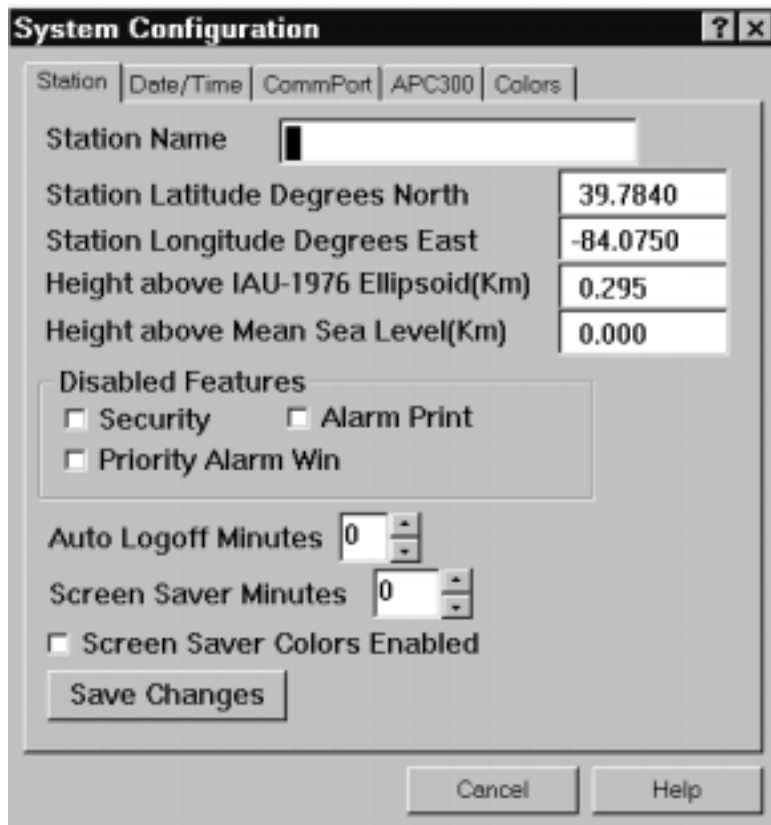 System Configuration ? ×
Station Date/Time CommPort APC300 Colors
Station Name
Station Latitude Degrees North 39.7840
Station Longitude Degrees East -84.0750
Height above IAU-1976 Ellipsoid(Km) 0.295
Height above Mean Sea Level(Km) 0.000
Disabled Features
Security Alarm Print
Priority Alarm Win
Auto Logoff Minutes 0
Screen Saver Minutes 0
Screen Saver Colors Enabled
Save Changes
Cancel Help